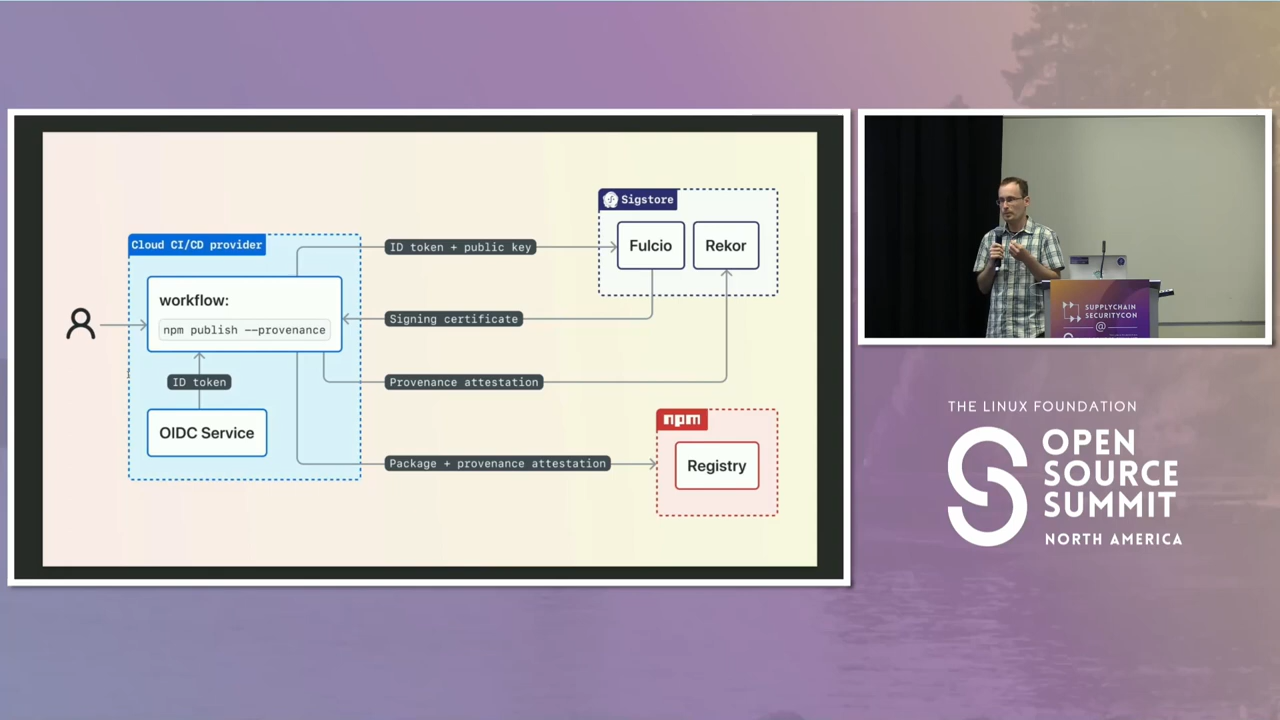 Cloud CI/CD provider
workflow:
npm publish --provenance
ID token
OIDC Service
ID token + public key
Signing certificate
Provenance attestation
Package + provenance attestation
Sigstore
Fulcio
Rekor
npm
Registry
SUPPLYCHAIN
SECURITYCON
@
THE LINUX FOUNDATION
OPEN
SOURCE
SUMMIT
NORTH AMERICA